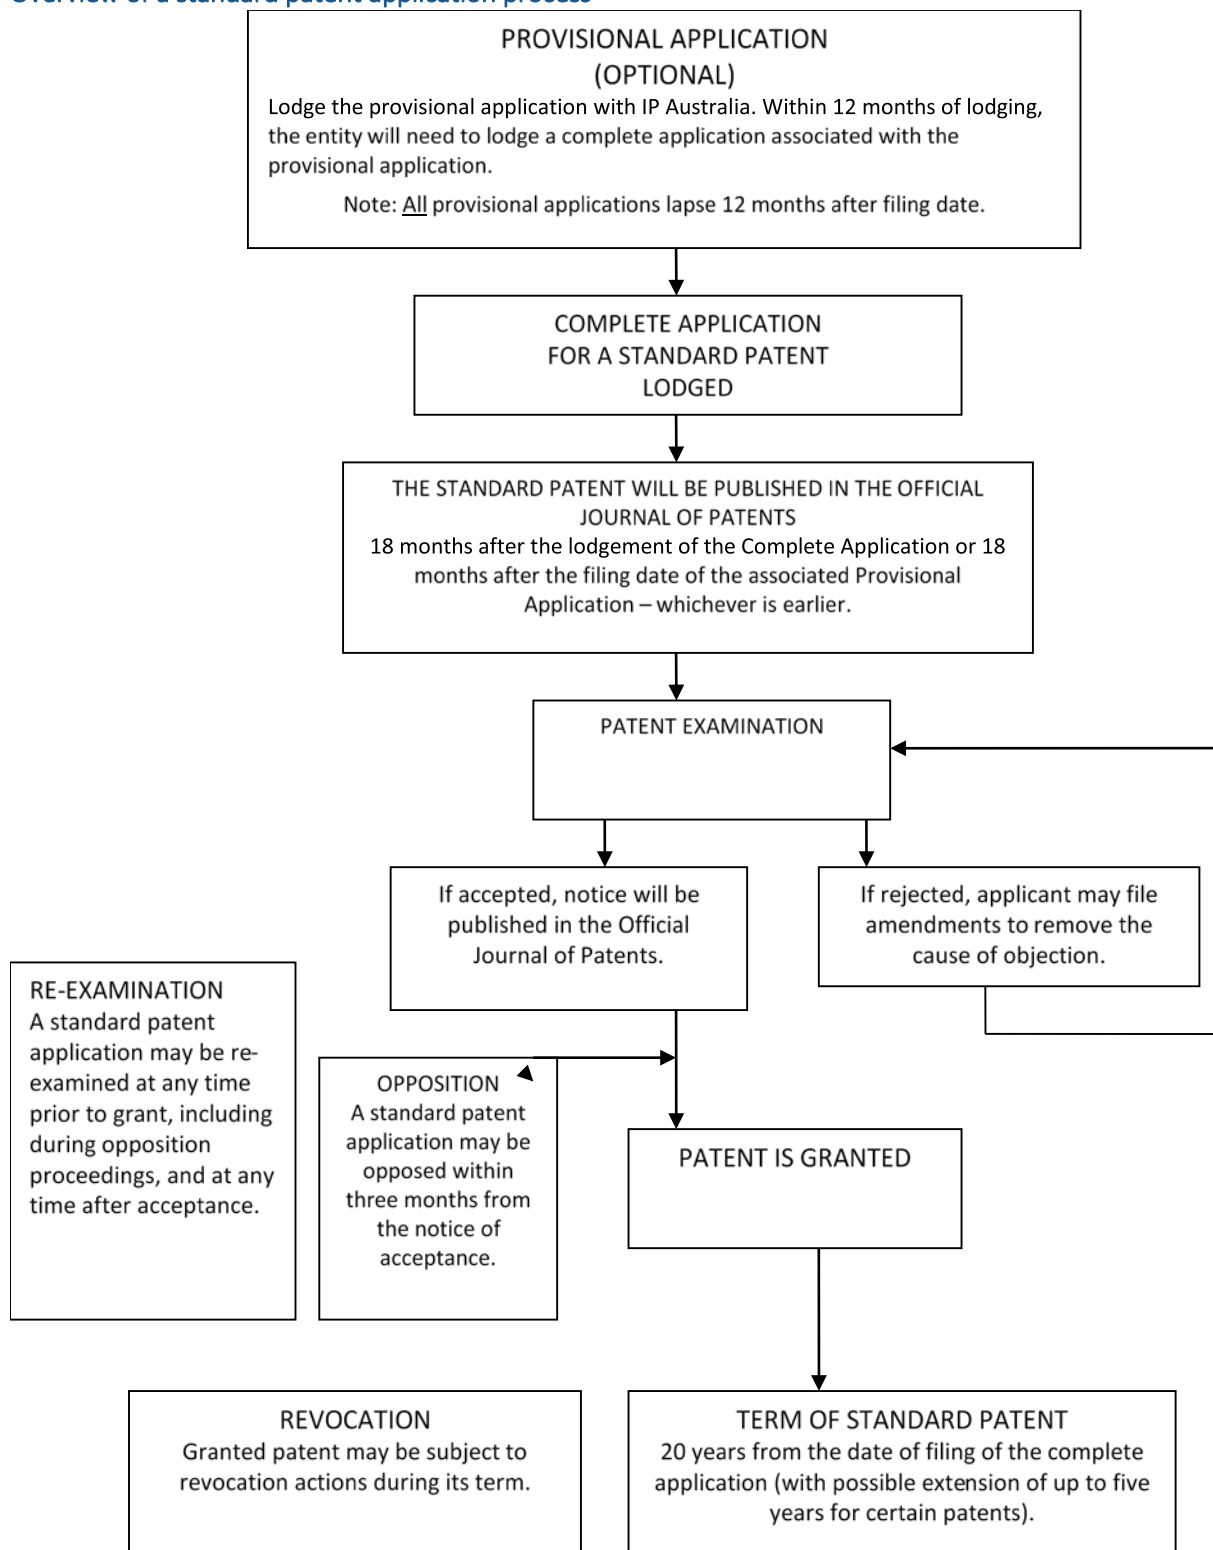 Overview of a standard patent application process
PROVISIONAL APPLICATION
(OPTIONAL)
Lodge the provisional application with IP Australia. Within 12 months of lodging,
the entity will need to lodge a complete application associated with the
provisional application.
Note: All provisional applications lapse 12 months after filing date.
COMPLETE APPLICATION
FOR A STANDARD PATENT
LODGED
THE STANDARD PATENT WILL BE PUBLISHED IN THE OFFICIAL
JOURNAL OF PATENTS
18 months after the lodgement of the Complete Application or 18
months after the filing date of the associated Provisional
Application – whichever is earlier.
PATENT EXAMINATION
If accepted, notice will be
published in the Official
Journal of Patents.
If rejected, applicant may file
amendments to remove the
cause of objection.
RE-EXAMINATION
A standard patent
application may be re-
examined at any time
prior to grant, including
during opposition
proceedings, and at any
time after acceptance.
OPPOSITION
A standard patent
application may be
opposed within
three months from
the notice of
acceptance.
PATENT IS GRANTED
REVOCATION
Granted patent may be subject to
revocation actions during its term.
TERM OF STANDARD PATENT
20 years from the date of filing of the complete
application (with possible extension of up to five
years for certain patents).